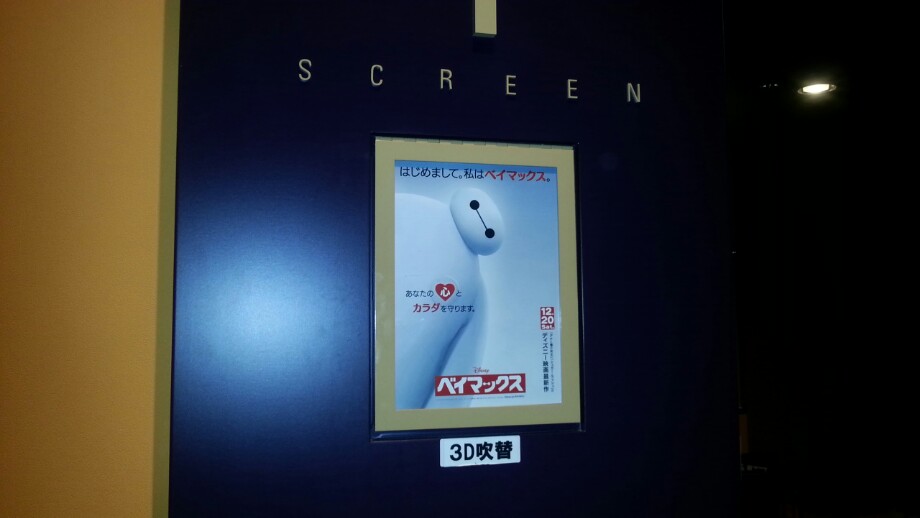 SCREEN
はじめまして。私はベイマックス。
あなたの心と
カラダを守ります。
12.
20
Sat.
ディズニー映画最新作
Disney
ベイマックス
3D吹替